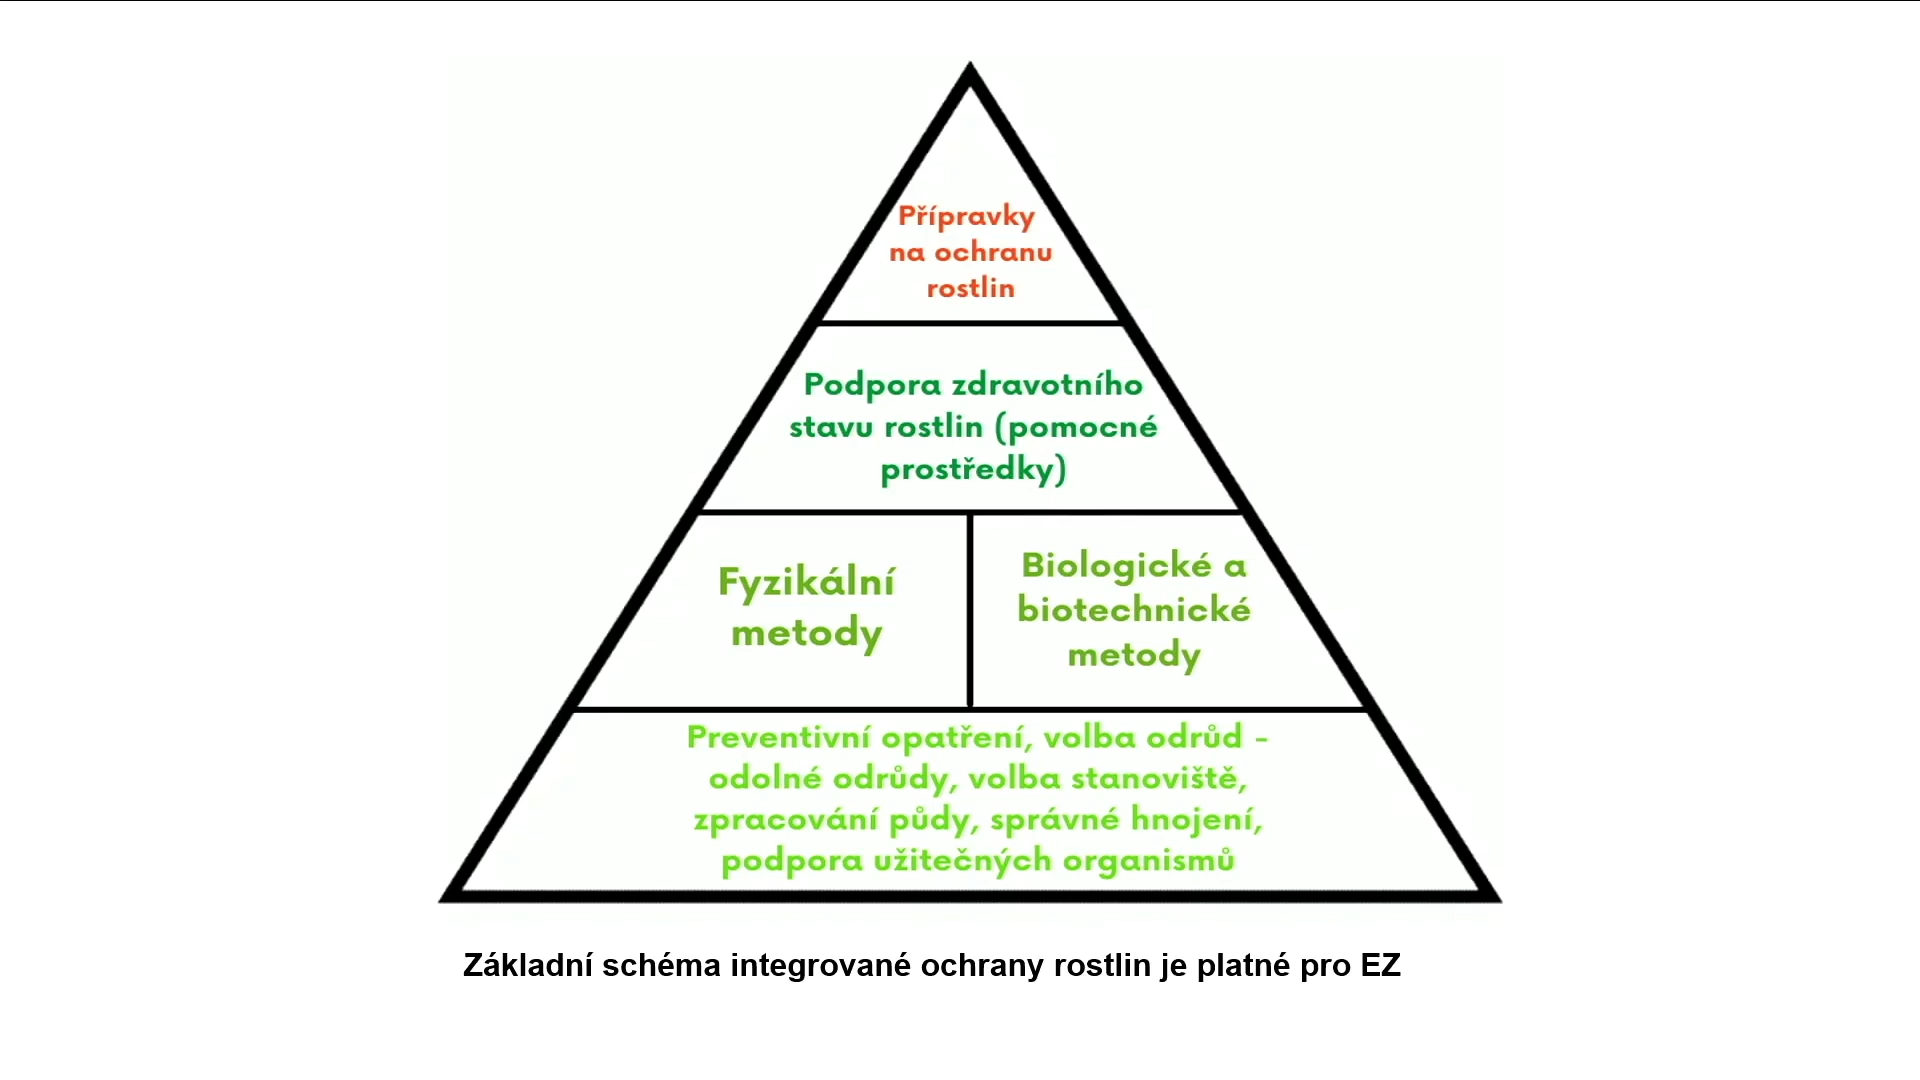 Přípravky
na ochranu
rostlin
Podpora zdravotního
stavu rostlin (pomocné
prostředky)
Fyzikální
metody
Biologické a
biotechnické
metody
Preventivní opatření, volba odrůd -
odolné odrůdy, volba stanoviště,
zpracování půdy, správné hnojení,
podpora užitečných organismů
Základní schéma integrované ochrany rostlin je platné pro EZ